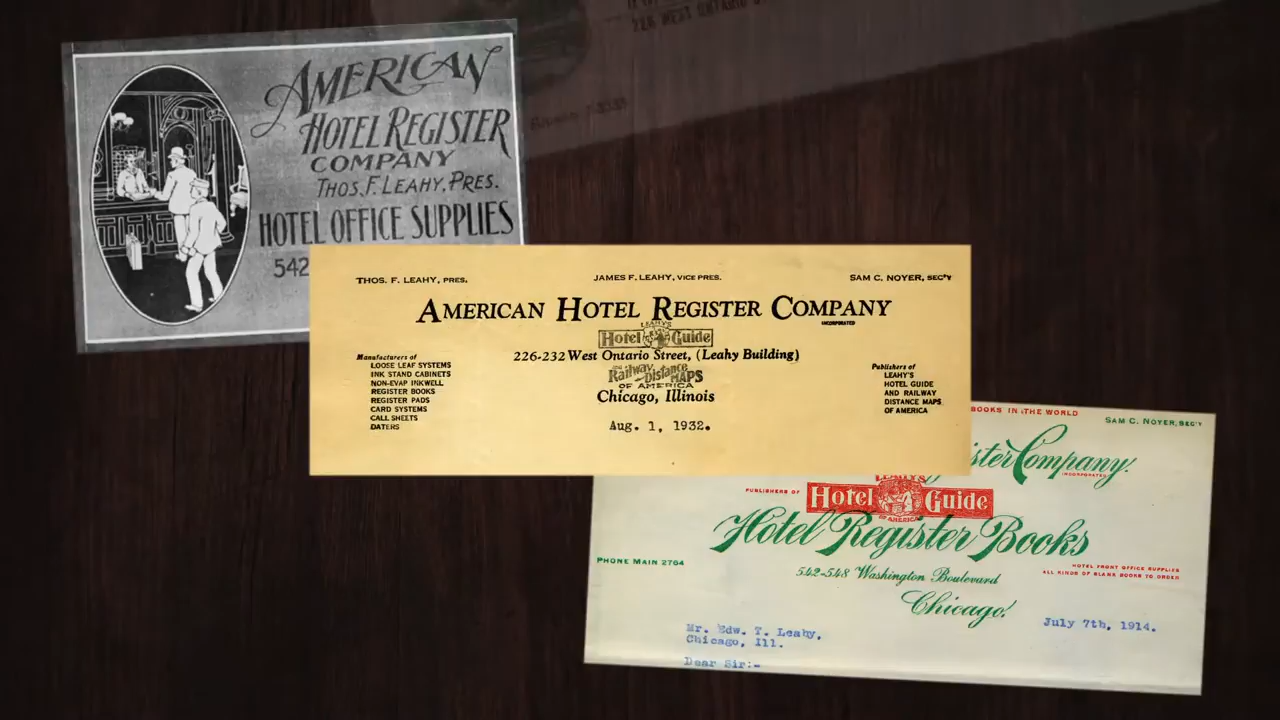 AMERICAN
HOTEL REGISTER
COMPANY
THOS. F. LEAHY, PRES.
HOTEL OFFICE SUPPLIES
542
WEST ONTARIO
THOS. F. LEAHY, PRES.
JAMES F. LEAHY, VICE PRES.
SAM C. NOYER, SEC'Y
AMERICAN HOTEL REGISTER COMPANY
INCORPORATED
LEAHY'S
Hotel Guide
226-232 West Ontario Street, (Leahy Building)
AND Railway Distance MAPS
OF AMERICA
Chicago, Illinois
Aug. 1, 1932.
Manufacturers of
LOOSE LEAF SYSTEMS
INK STAND CABINETS
NON-EVAP INKWELL
REGISTER BOOKS
REGISTER PADS
CARD SYSTEMS
CALL SHEETS
DATERS
Publishers of
LEAHY'S
HOTEL GUIDE
AND RAILWAY
DISTANCE MAPS
OF AMERICA
BOOKS IN THE WORLD
SAM C. NOYER, SEC'Y
ister Company.
INCORPORATED
PUBLISHERS OF
LEAHY'S
Hotel Guide
OF AMERICA
Hotel Register Books
PHONE MAIN 2764
HOTEL FRONT OFFICE SUPPLIES
ALL KINDS OF BLANK BOOKS TO ORDER
542-548 Washington Boulevard
Chicago.
July 7th, 1914.
Mr. Edw. T. Leahy,
Chicago, Ill.
Dear Sir:-